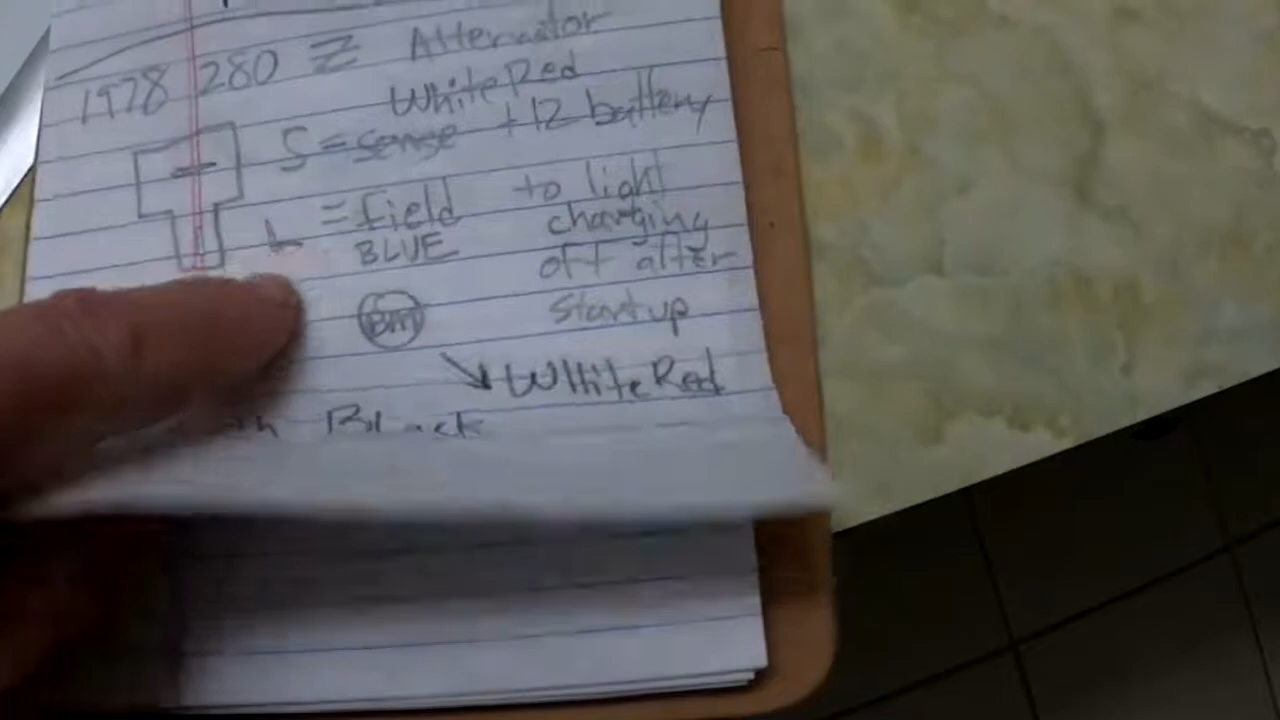 1978 280 Z Alternator
White Red
S = sense +12 battery
L = field to light
BLUE charging
off after
startup
White Red
Black